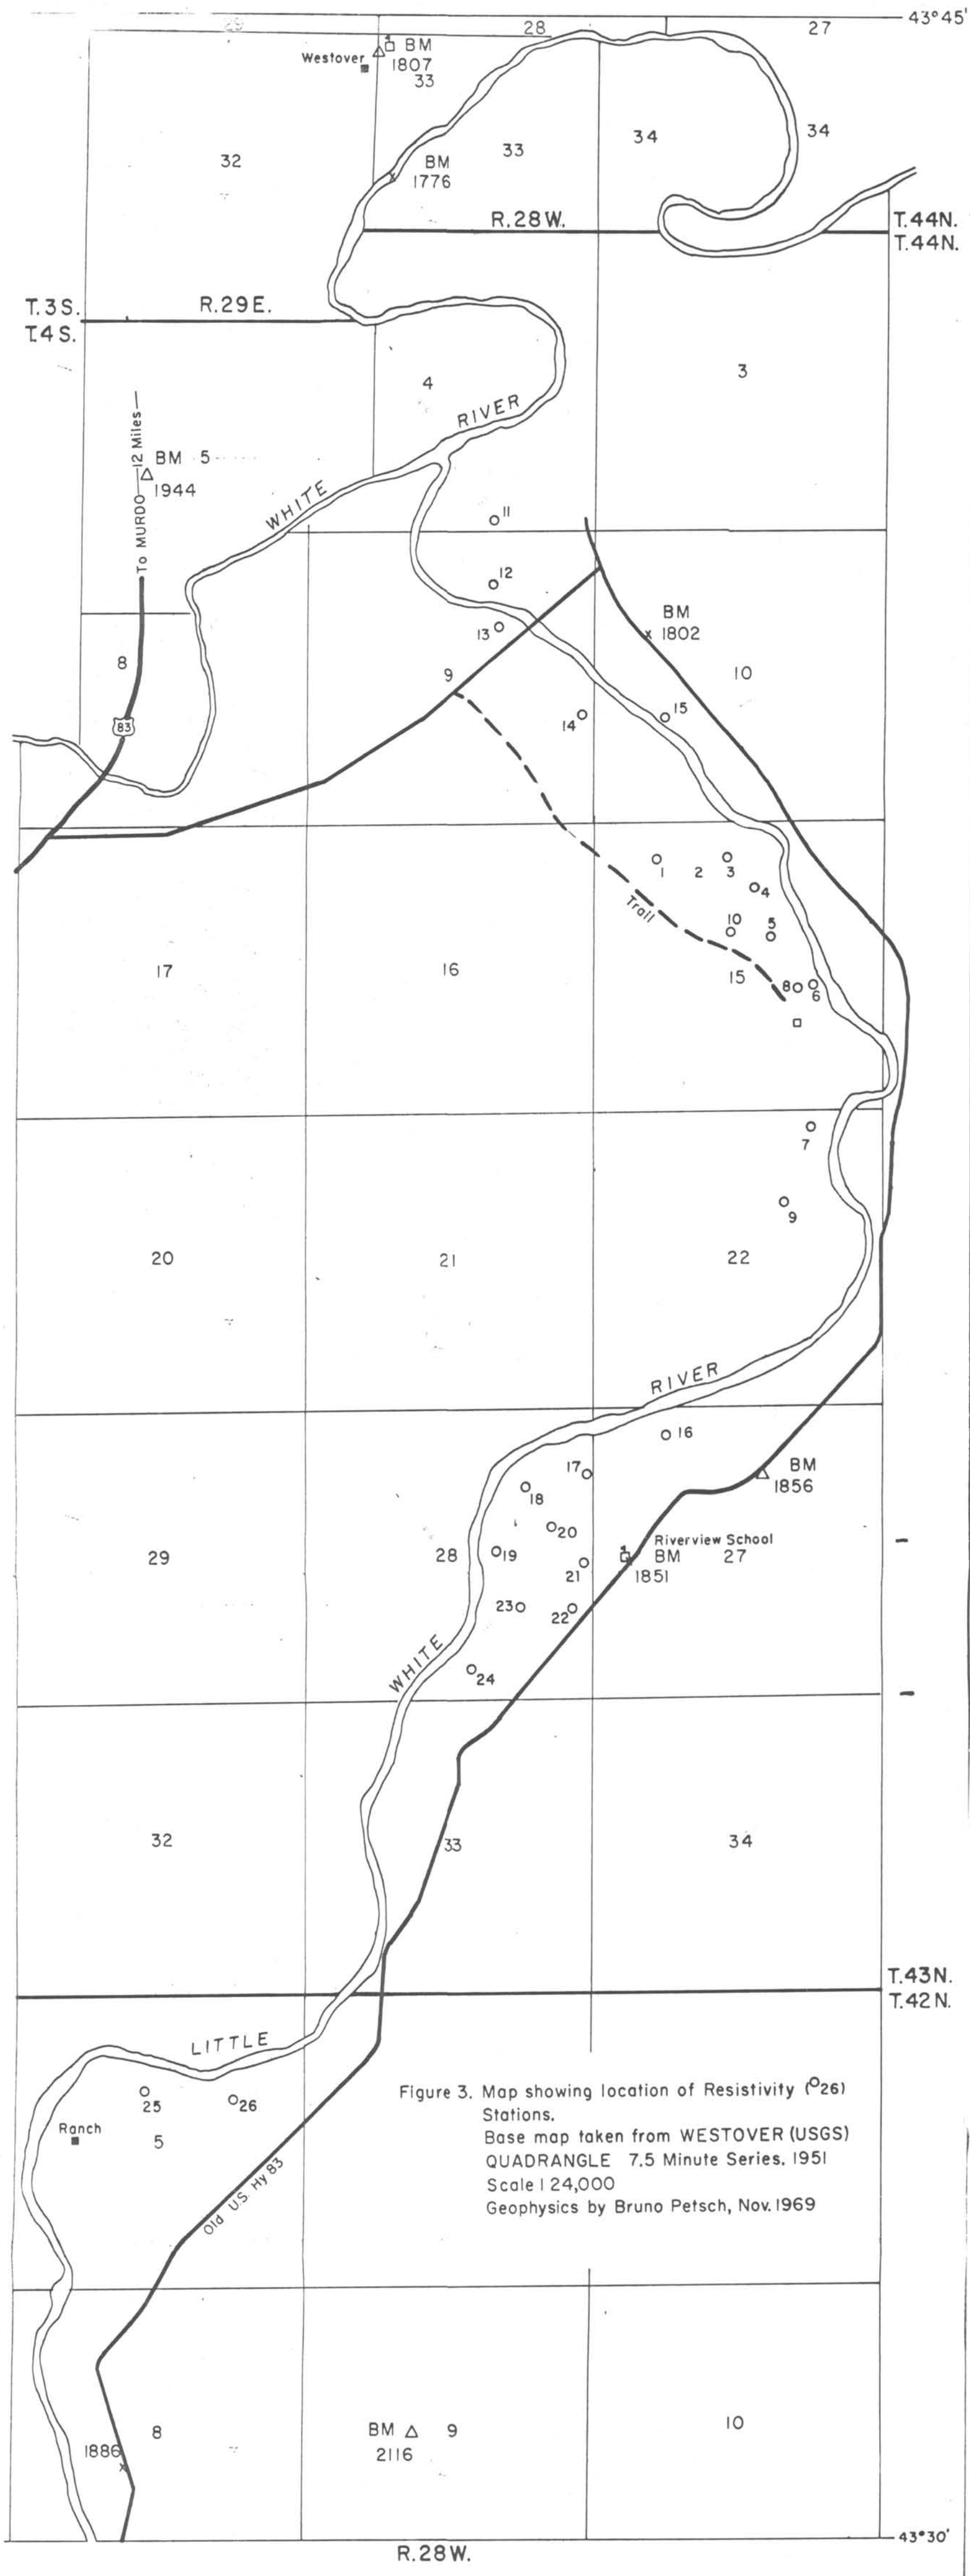 43°45'
28
27
Westover
BM
1807
33
32
BM
1776
33
34
34
R.28W.
T.44N.
T.44N.
T.3S.
R.29E.
T.4S.
4
3
RIVER
To MURDO—12 Miles—
BM 5
1944
WHITE
11
12
13
BM
1802
8
9
10
83
14
15
1
2
3
4
Trail
10
5
17
16
15
8
6
7
9
20
21
22
RIVER
16
17
BM
1856
18
20
Riverview School
29
28
19
BM 27
21
1851
23
22
WHITE
24
32
33
34
T.43N.
T.42N.
LITTLE
25
26
Ranch
5
Figure 3. Map showing location of Resistivity (O26)
Stations.
Base map taken from WESTOVER (USGS)
QUADRANGLE 7.5 Minute Series. 1951
Scale 1 24,000
Geophysics by Bruno Petsch, Nov. 1969
Old U.S. Hy 83
8
BM 9
10
1886
2116
43°30'
R.28W.